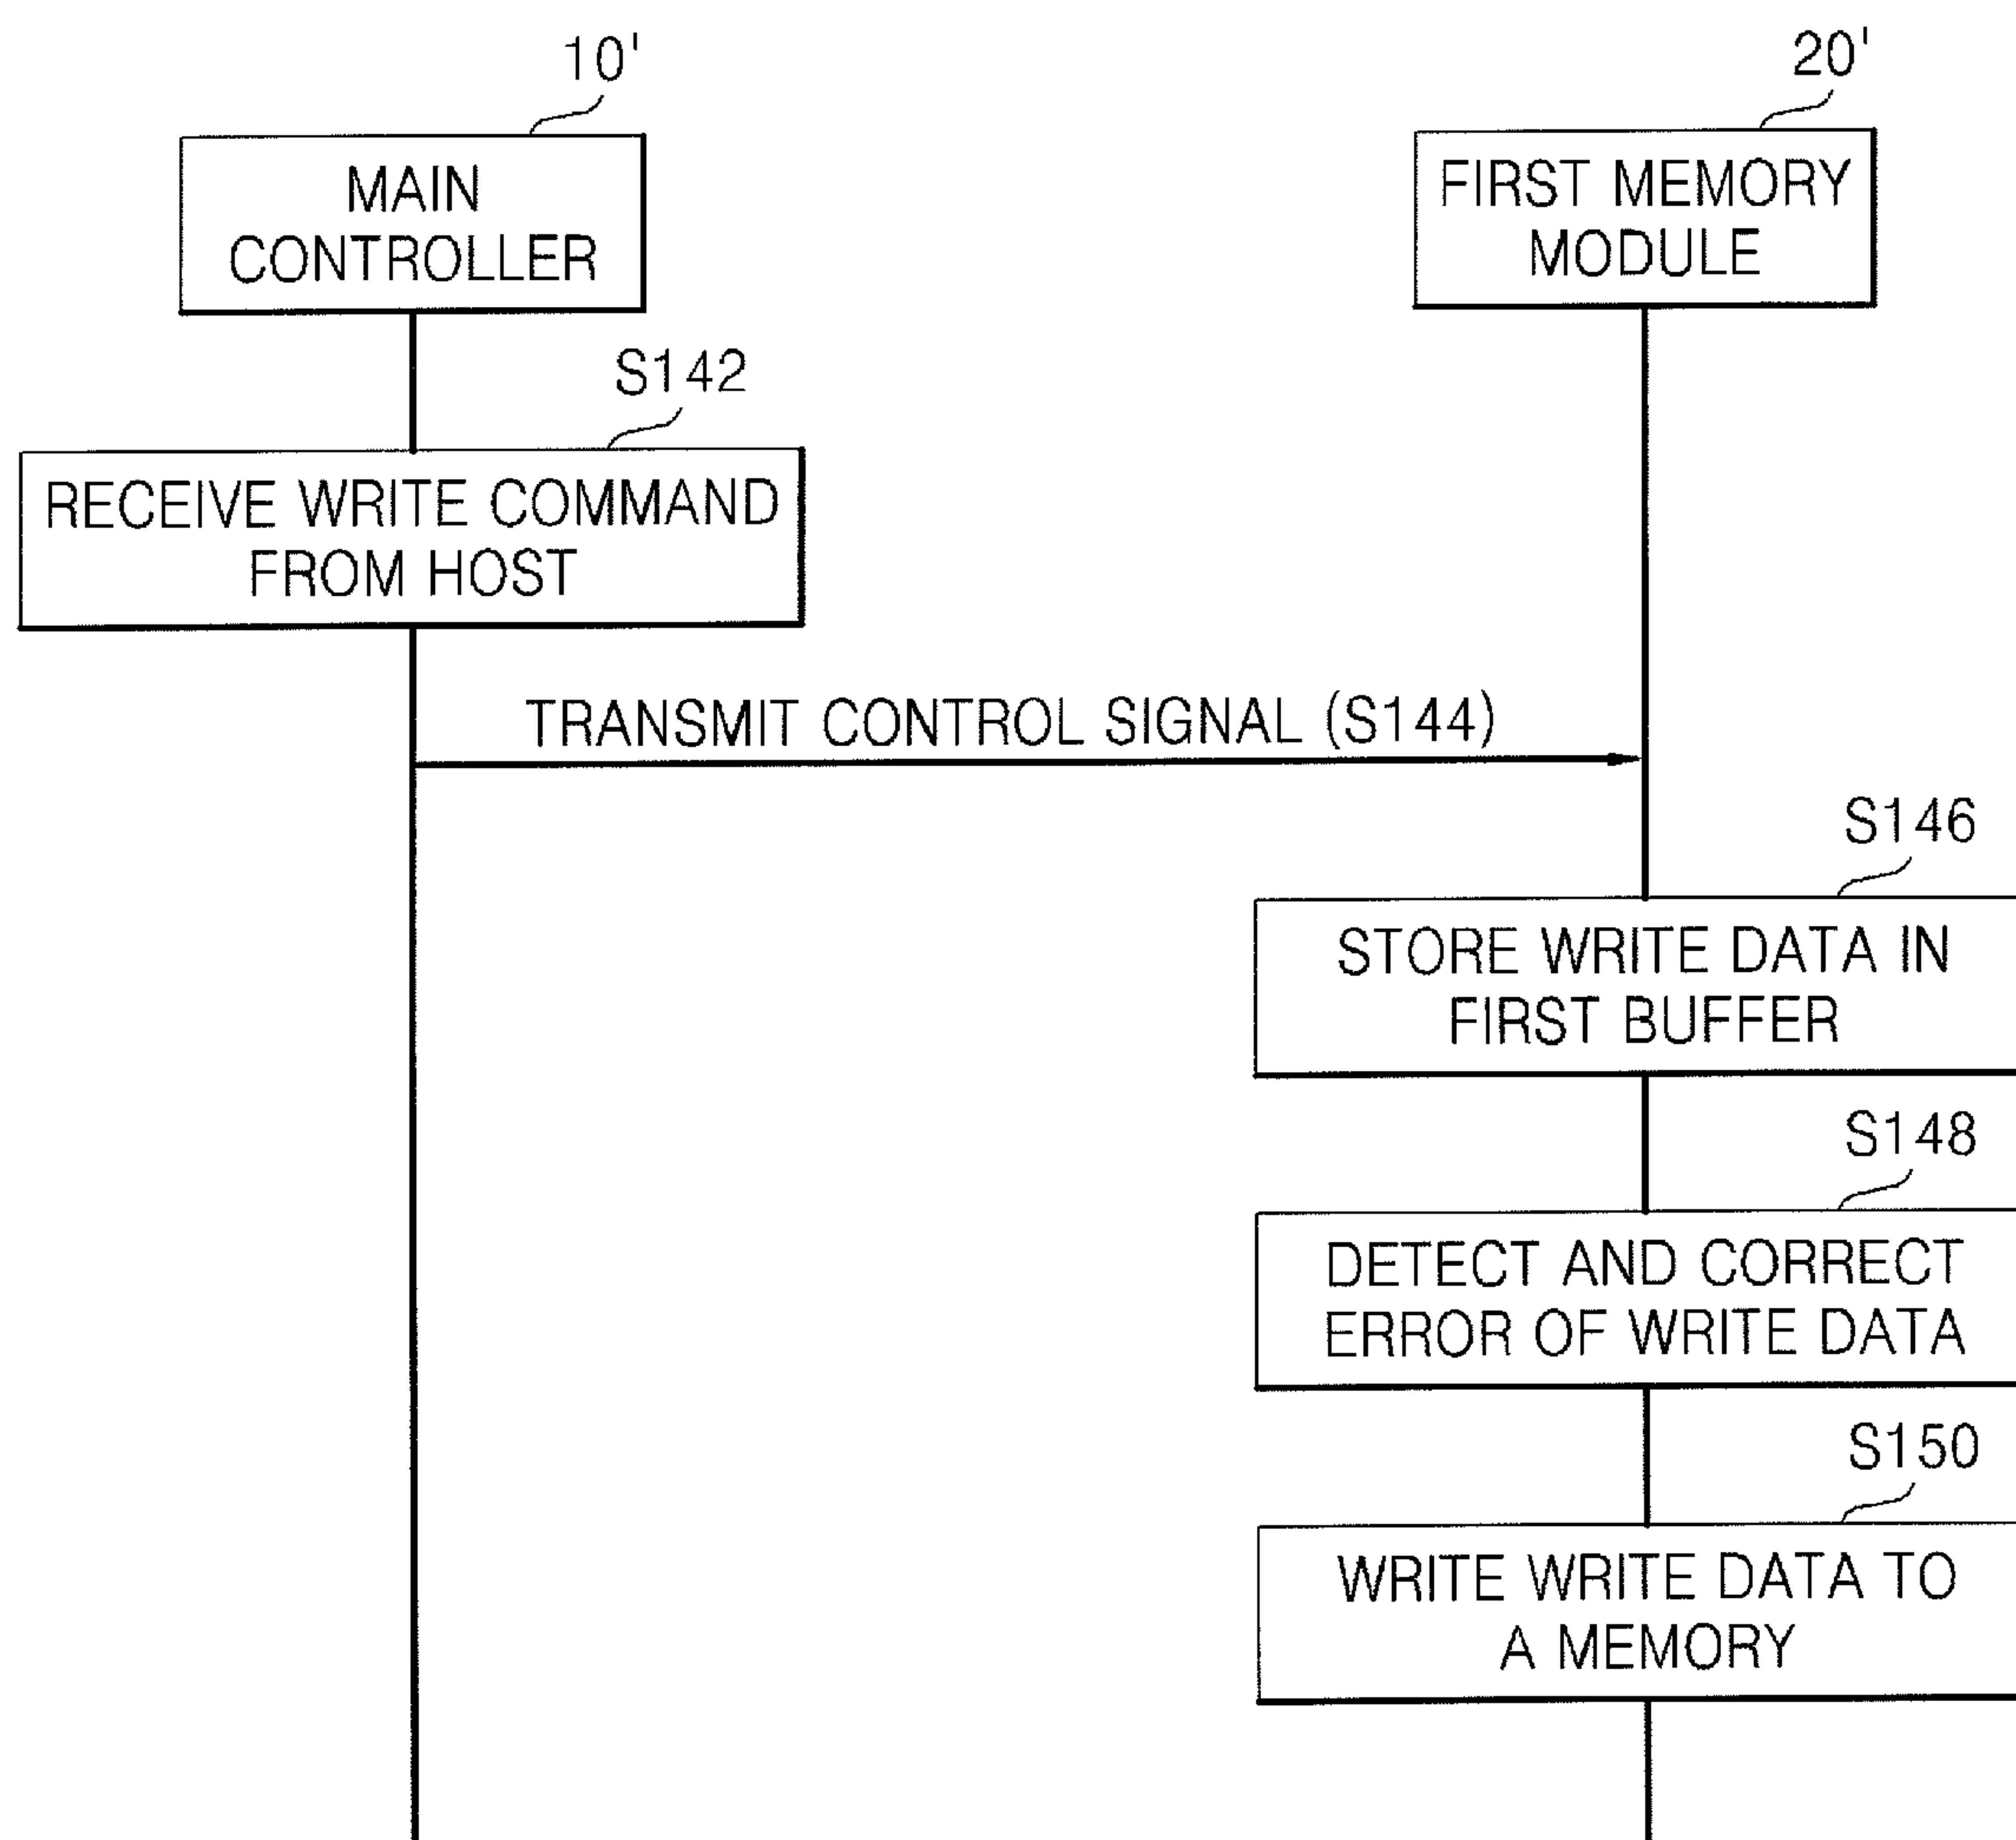 10'
20'
MAIN
CONTROLLER
FIRST MEMORY
MODULE
S142
RECEIVE WRITE COMMAND
FROM HOST
TRANSMIT CONTROL SIGNAL (S144)
S146
STORE WRITE DATA IN
FIRST BUFFER
S148
DETECT AND CORRECT
ERROR OF WRITE DATA
S150
WRITE WRITE DATA TO
A MEMORY